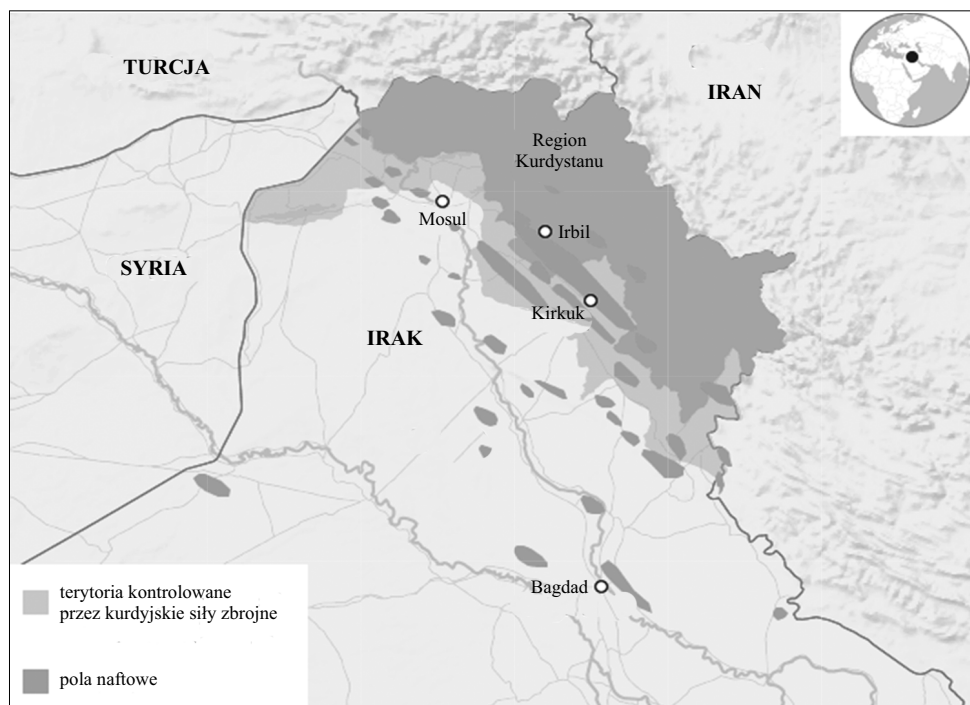 TURCJA
IRAN
Region
Kurdystanu
Mosul
Irbil
SYRIA
Kirkuk
IRAK
Bagdad
terytoria kontrolowane
przez kurdyjskie siły zbrojne
pola naftowe